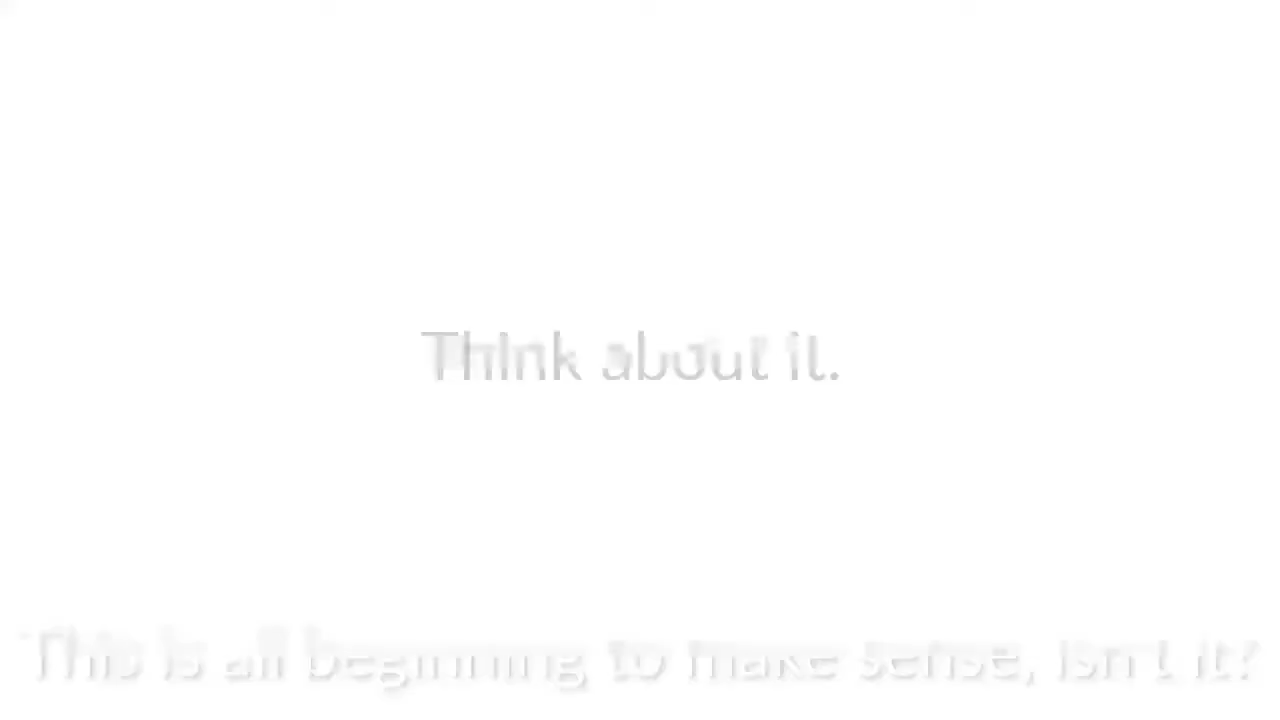 Think about it.
This is all beginning to make sense, isn't it?